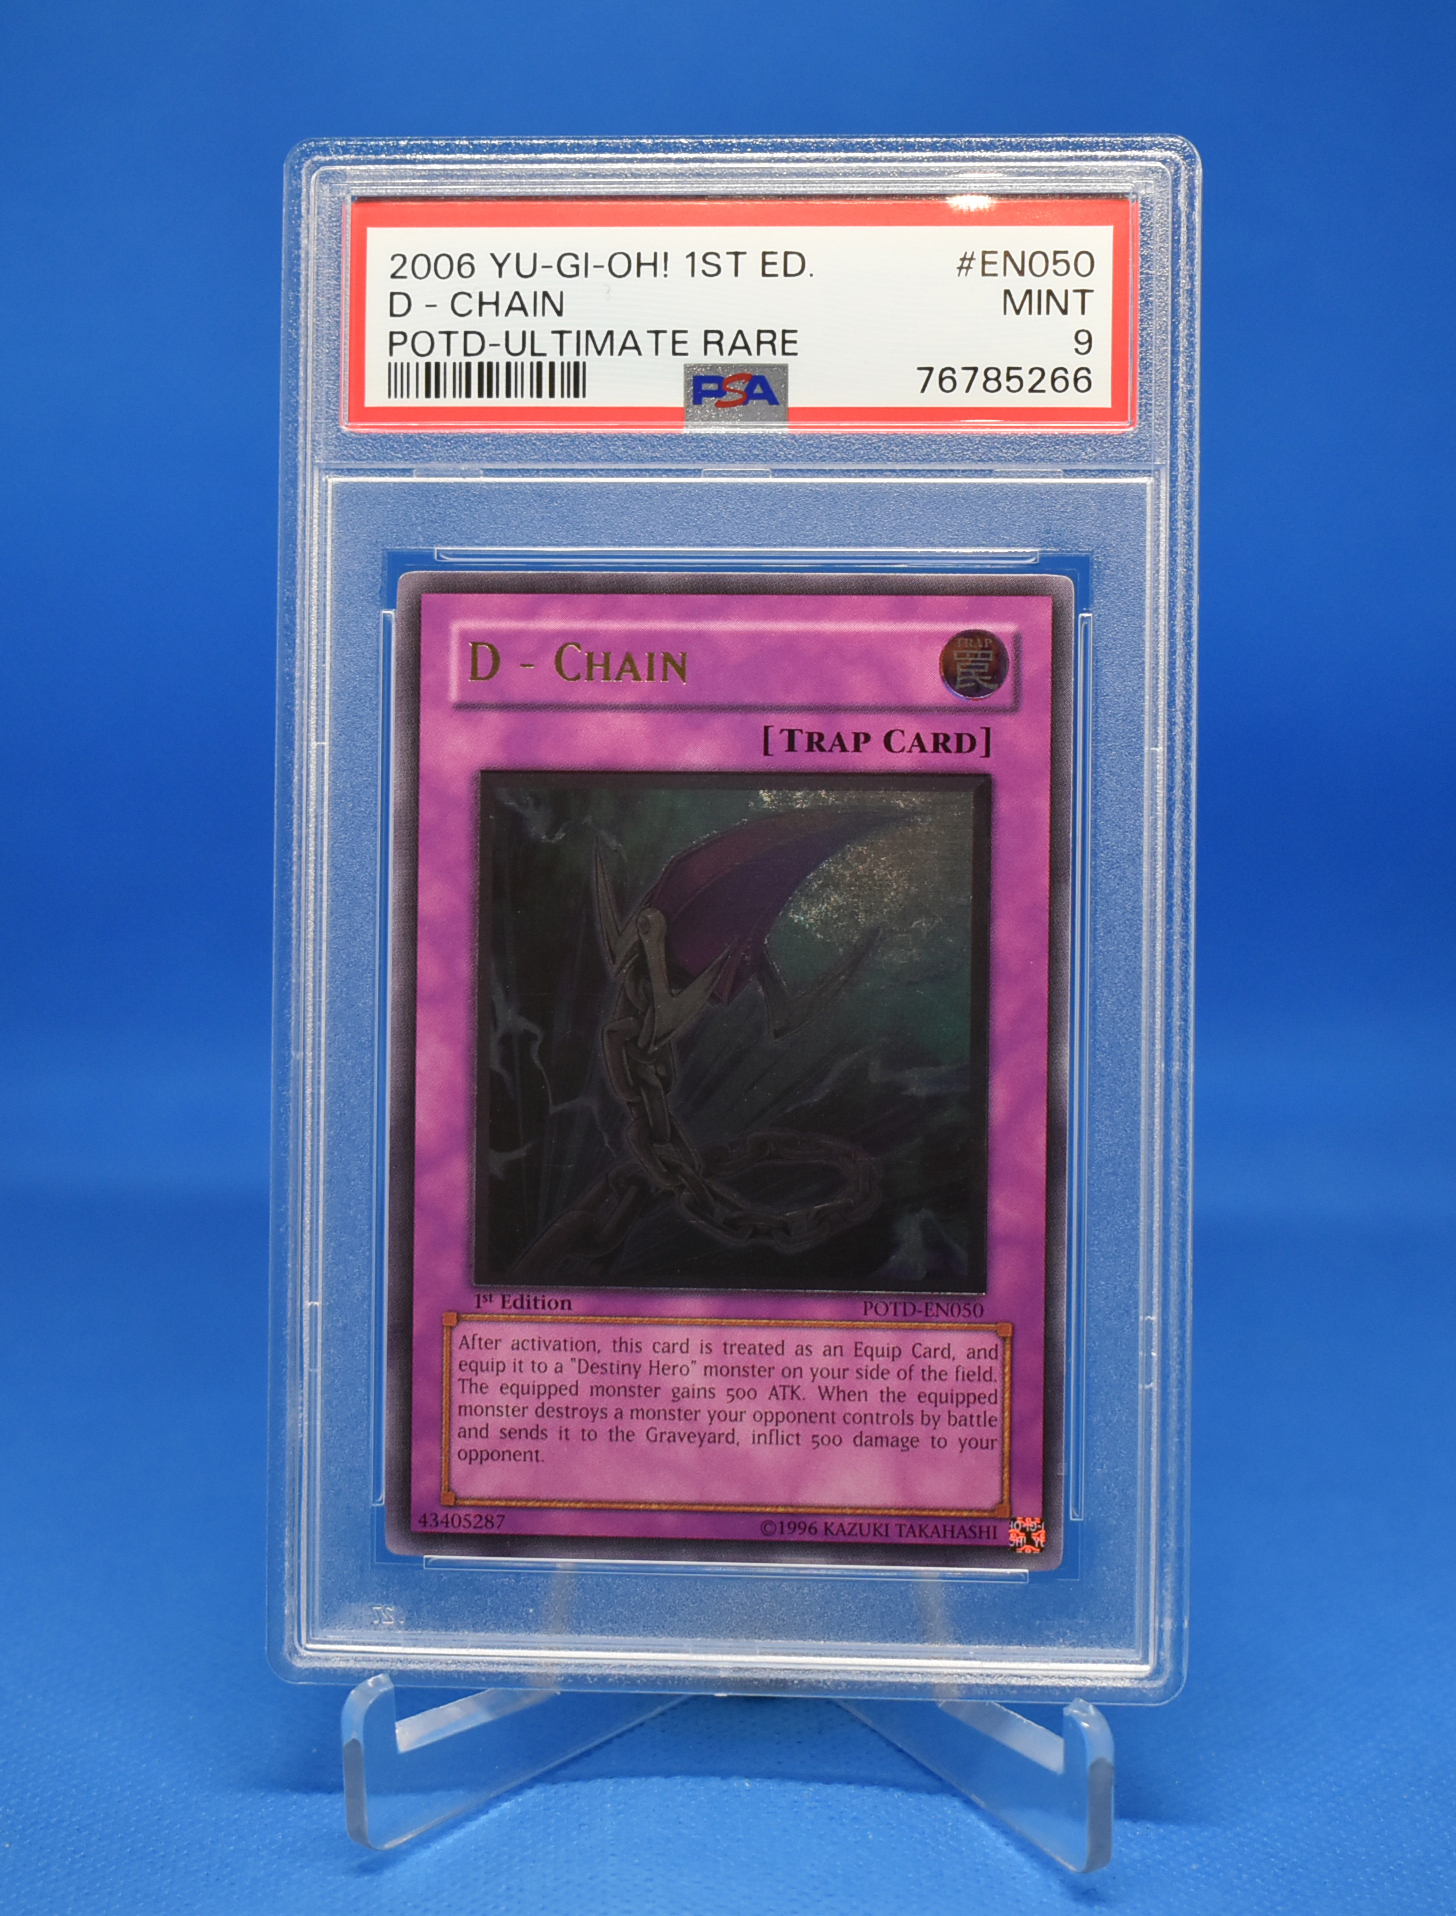 2006 YU-GI-OH! 1ST ED. #EN050
D - CHAIN MINT
POTD-ULTIMATE RARE 9
PSA 76785266
D - CHAIN
TRAP
罠
[TRAP CARD]
1st Edition POTD-EN050
After activation, this card is treated as an Equip Card, and
equip it to a "Destiny Hero" monster on your side of the field.
The equipped monster gains 500 ATK. When the equipped
monster destroys a monster your opponent controls by battle
and sends it to the Graveyard, inflict 500 damage to your
opponent.
43405287 ©1996 KAZUKI TAKAHASHI